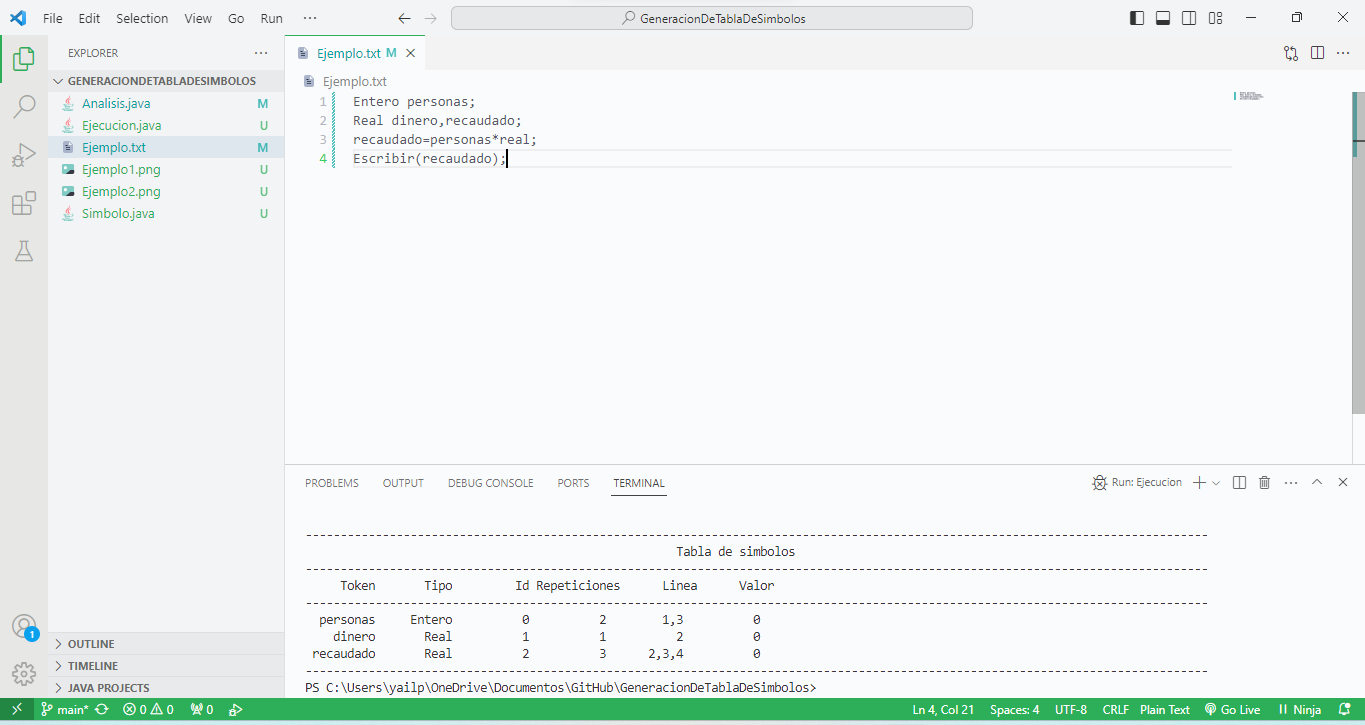 File Edit Selection View Go Run ··· GeneracionDeTablaDeSimbolos
EXPLORER ···
GENERACIONDETABLADESIMBOLOS
Analisis.java M
Ejecucion.java U
Ejemplo.txt M
Ejemplo1.png U
Ejemplo2.png U
Simbolo.java U
OUTLINE
TIMELINE
JAVA PROJECTS
1
Ejemplo.txt M
Ejemplo.txt
1 Entero personas;
2 Real dinero,recaudado;
3 recaudado=personas*real;
4 Escribir(recaudado);
PROBLEMS OUTPUT DEBUG CONSOLE PORTS TERMINAL Run: Ejecucion
--------------------------------------------------------------------------------
Tabla de simbolos
--------------------------------------------------------------------------------
Token Tipo Id Repeticiones Linea Valor
--------------------------------------------------------------------------------
personas Entero 0 2 1,3 0
dinero Real 1 1 2 0
recaudado Real 2 3 2,3,4 0
--------------------------------------------------------------------------------
PS C:\Users\yailp\OneDrive\Documentos\GitHub\GeneracionDeTablaDeSimbolos>
main* 0 0 0 Ln 4, Col 21 Spaces: 4 UTF-8 CRLF Plain Text Go Live Ninja